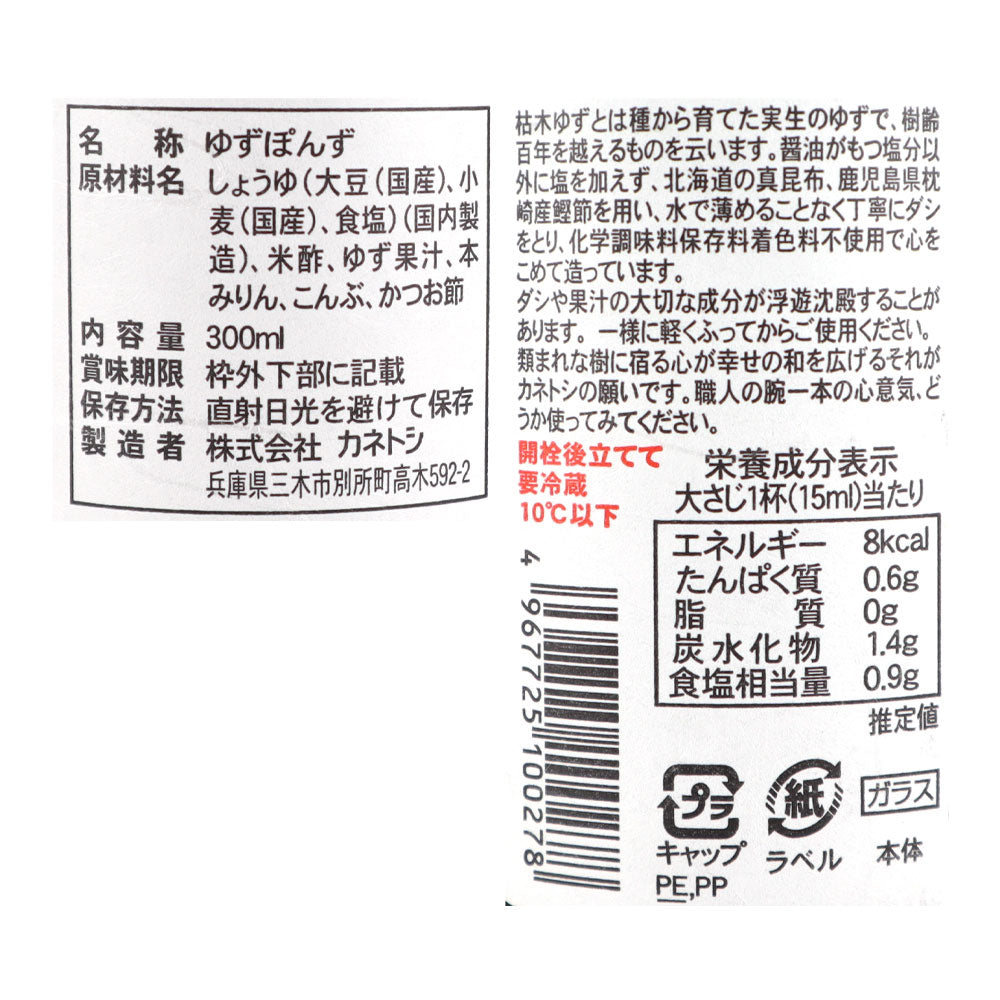 名称 ゆずぽんず
原材料名 しょうゆ(大豆(国産)、小
麦(国産)、食塩)(国内製
造)、米酢、ゆず果汁、本
みりん、こんぶ、かつお節
内容量 300ml
賞味期限 枠外下部に記載
保存方法 直射日光を避けて保存
製造者 株式会社 カネトシ
兵庫県三木市別所町高木592-2
枯木ゆずとは種から育てた実生のゆずで、樹齢
百年を越えるものを云います。醤油がもつ塩分以
外に塩を加えず、北海道の真昆布、鹿児島県枕
崎産鰹節を用い、水で薄めることなく丁寧にダシ
をとり、化学調味料保存料着色料不使用で心を
こめて造っています。
ダシや果汁の大切な成分が浮遊沈殿することが
あります。一様に軽くふってからご使用ください。
類まれな樹に宿る心が幸せの和を広げるそれが
カネトシの願いです。職人の腕一本の心意気、ど
うか使ってみてください。
開栓後立てて
要冷蔵
10℃以下
栄養成分表示
大さじ1杯(15ml)当たり
エネルギー 8kcal
たんぱく質 0.6g
脂質 0g
炭水化物 1.4g
食塩相当量 0.9g
推定値
4967725100278
プラ
キャップ
PE,PP
紙
ラベル
ガラス
本体